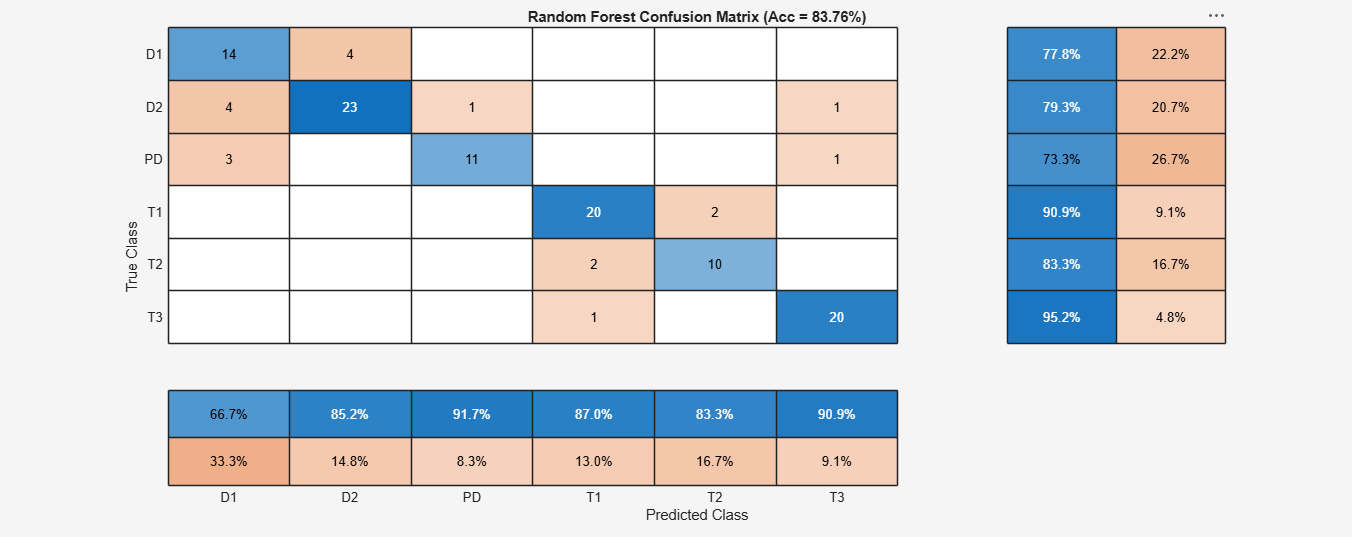 Random Forest Confusion Matrix (Acc = 83.76%)
D1 14 4 77.8% 22.2%
D2 4 23 1 1 79.3% 20.7%
PD 3 11 1 73.3% 26.7%
T1 20 2 90.9% 9.1%
T2 2 10 83.3% 16.7%
T3 1 20 95.2% 4.8%
True Class
66.7% 85.2% 91.7% 87.0% 83.3% 90.9%
33.3% 14.8% 8.3% 13.0% 16.7% 9.1%
D1 D2 PD T1 T2 T3
Predicted Class